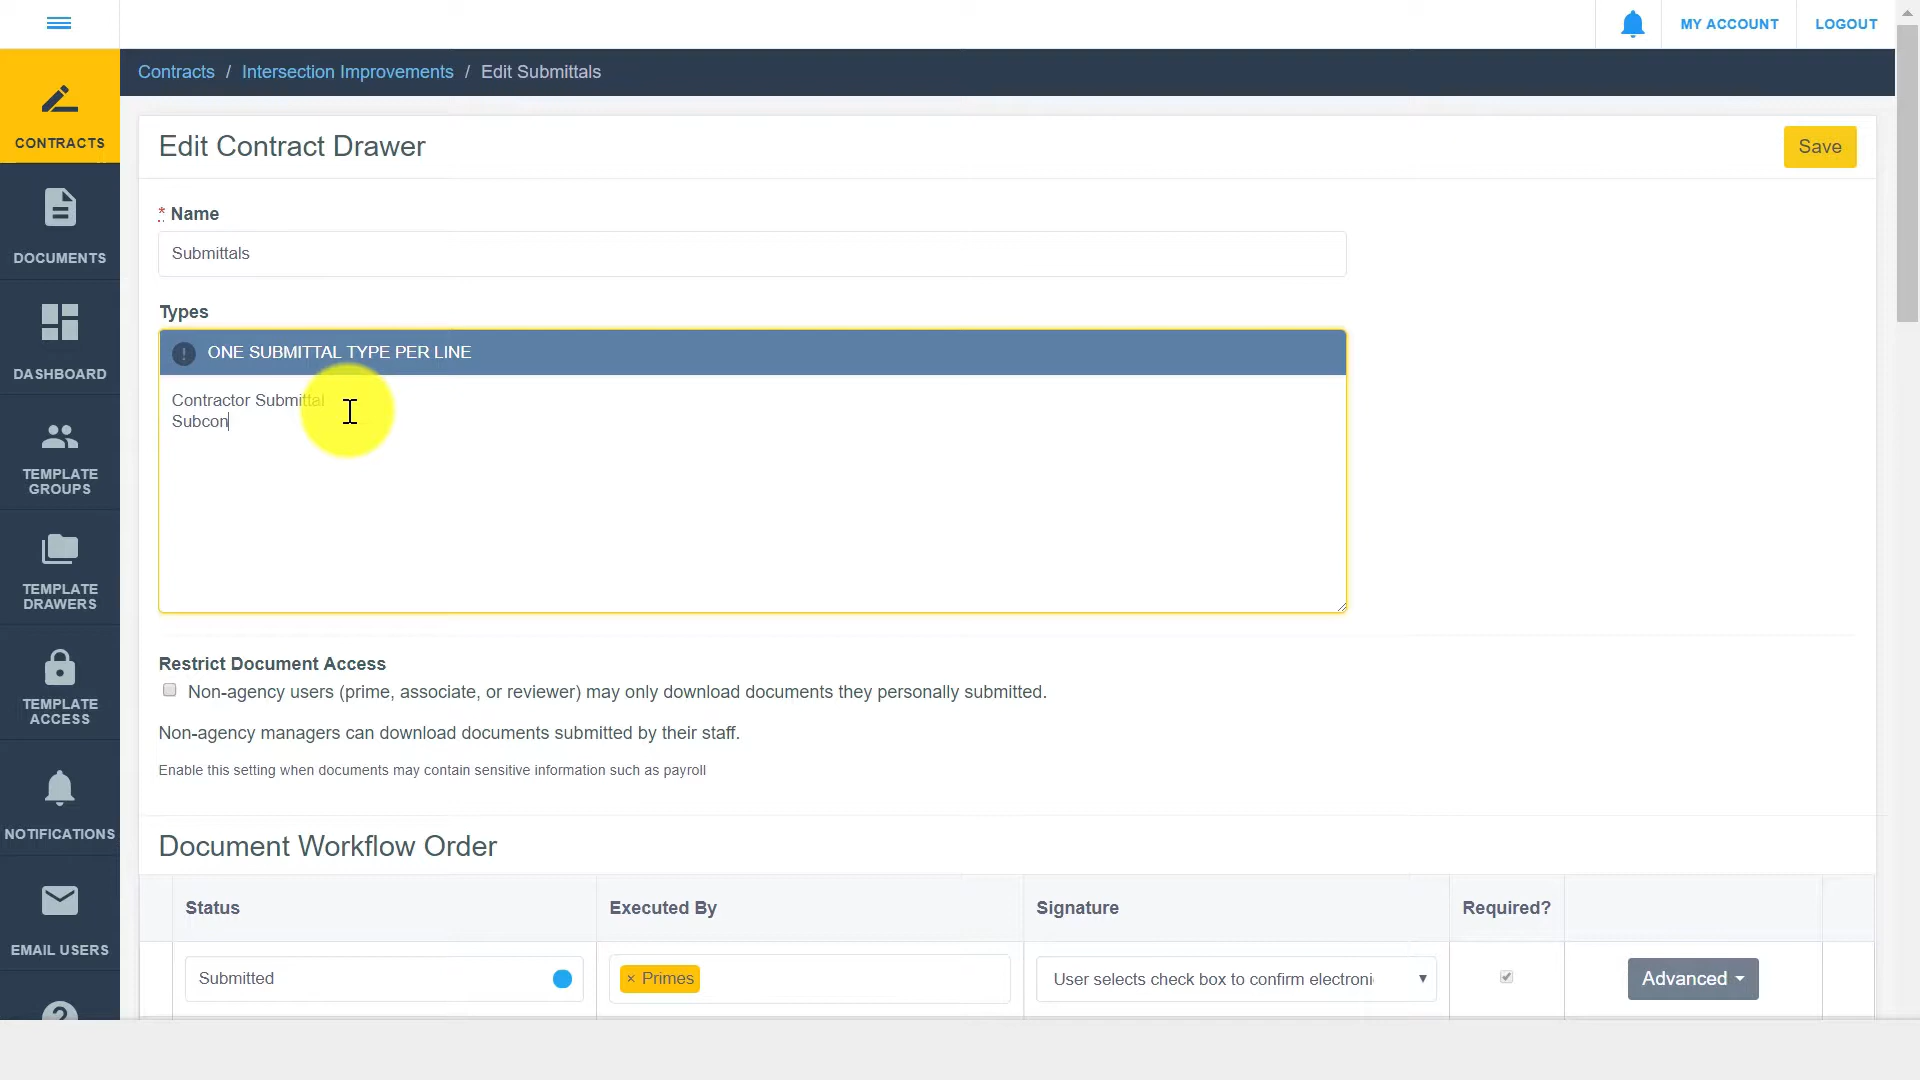 MY ACCOUNT
LOGOUT
Contracts / Intersection Improvements / Edit Submittals
CONTRACTS
DOCUMENTS
DASHBOARD
TEMPLATE
GROUPS
TEMPLATE
DRAWERS
TEMPLATE
ACCESS
NOTIFICATIONS
EMAIL USERS
Edit Contract Drawer
Save
* Name
Submittals
Types
ONE SUBMITTAL TYPE PER LINE
Contractor Submittal
Subcon
Restrict Document Access
Non-agency users (prime, associate, or reviewer) may only download documents they personally submitted.
Non-agency managers can download documents submitted by their staff.
Enable this setting when documents may contain sensitive information such as payroll
Document Workflow Order
Status Executed By Signature Required?
Submitted × Primes User selects check box to confirm electroni Advanced